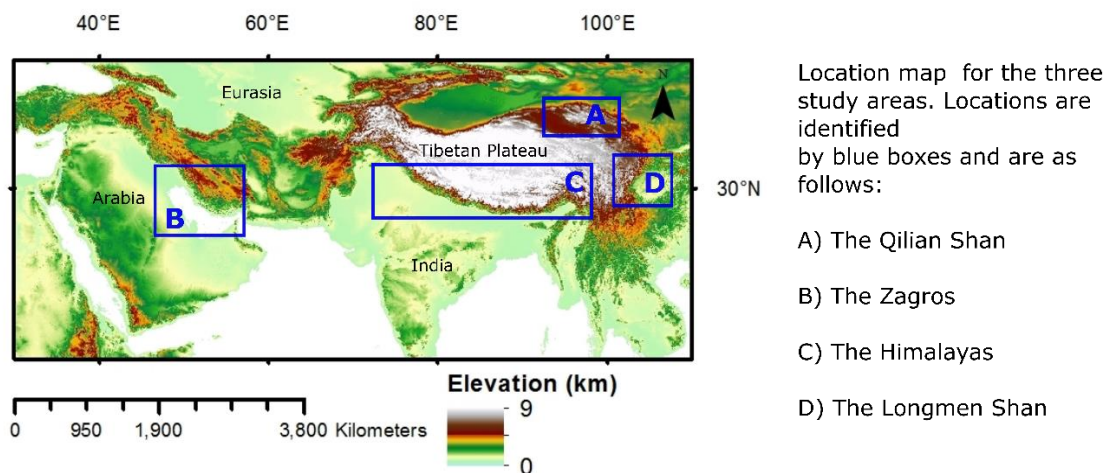 40°E 60°E 80°E 100°E
Eurasia
N
A
Tibetan Plateau
Arabia
B
C
D
30°N
India
0 950 1,900 3,800 Kilometers
Elevation (km)
9
0
Location map for the three
study areas. Locations are
identified
by blue boxes and are as
follows:
A) The Qilian Shan
B) The Zagros
C) The Himalayas
D) The Longmen Shan